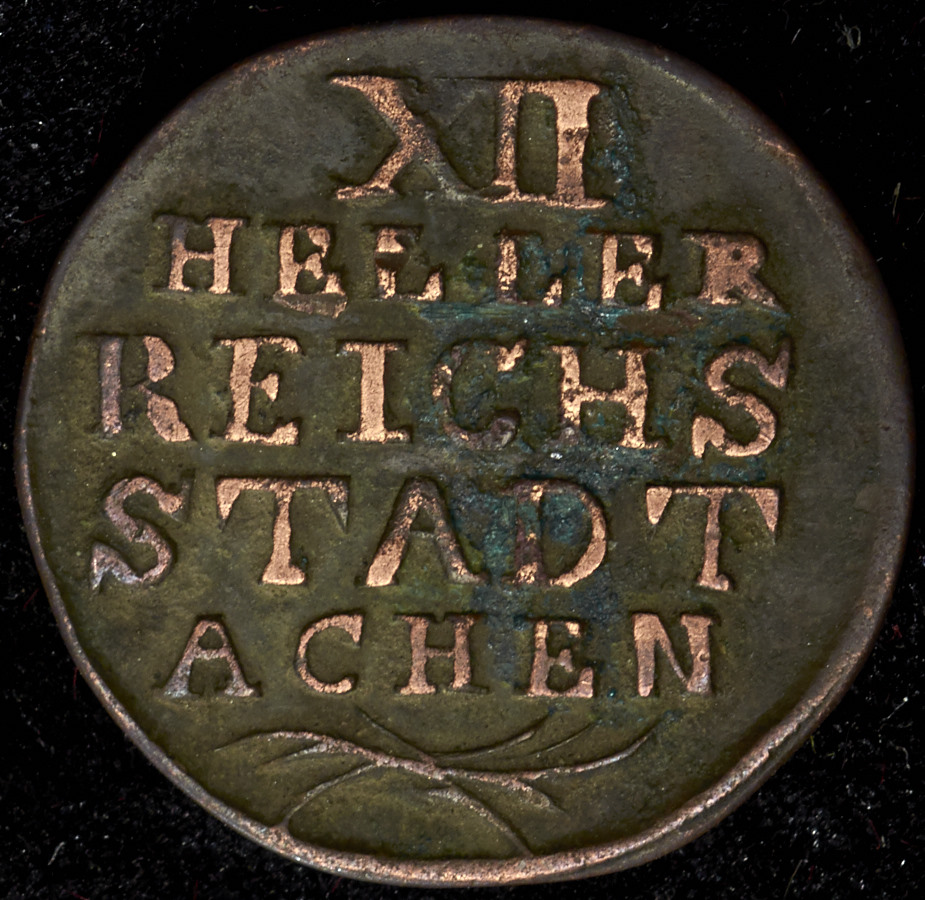 XII
HELLER
REICHS
STADT
ACHEN